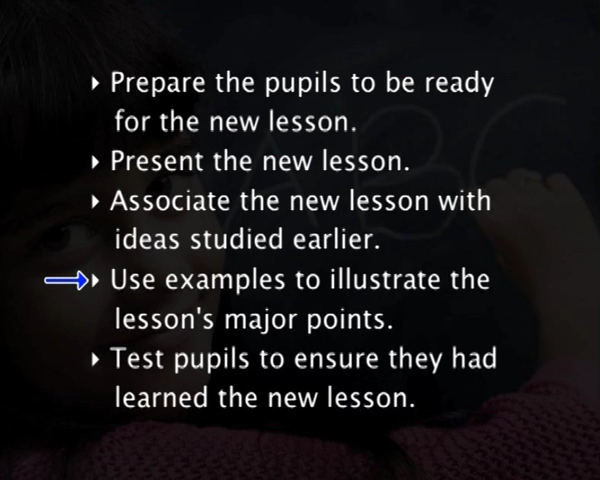 Prepare the pupils to be ready
for the new lesson.
Present the new lesson.
Associate the new lesson with
ideas studied earlier.
Use examples to illustrate the
lesson's major points.
Test pupils to ensure they had
learned the new lesson.
ABC